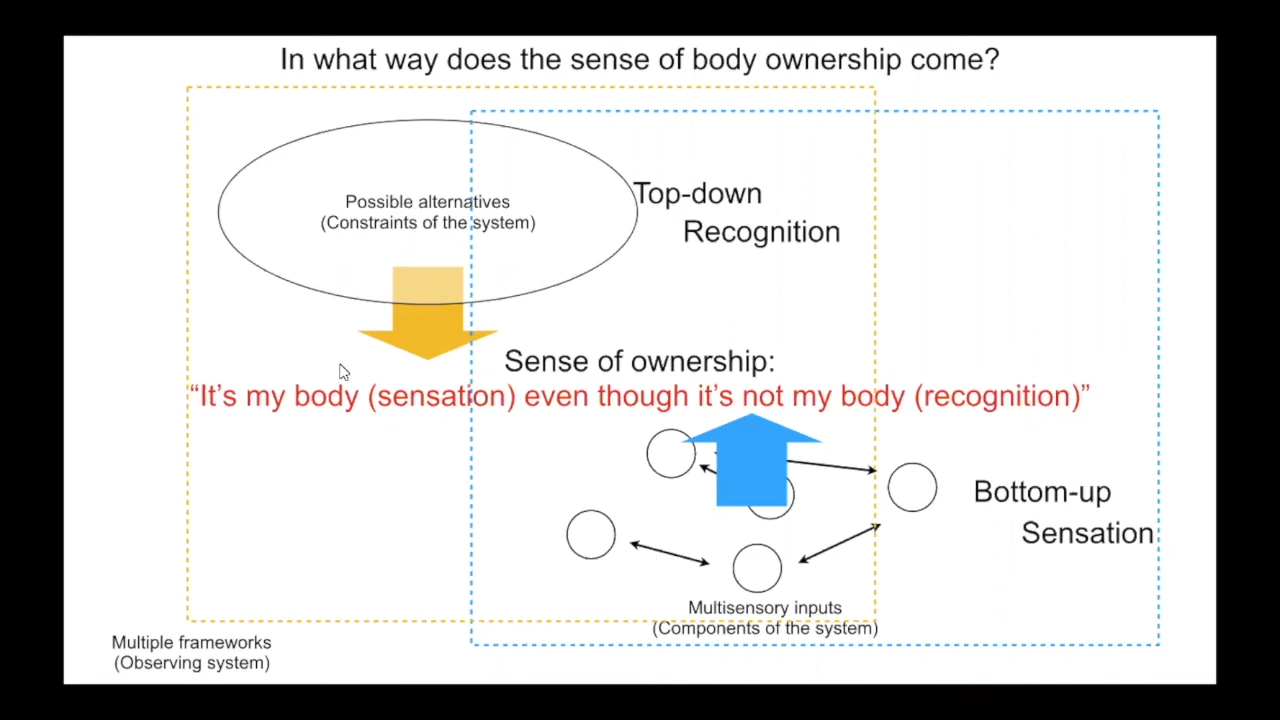 In what way does the sense of body ownership come?
Possible alternatives
(Constraints of the system)
Top-down
Recognition
Sense of ownership:
“It’s my body (sensation) even though it’s not my body (recognition)”
Bottom-up
Sensation
Multisensory inputs
(Components of the system)
Multiple frameworks
(Observing system)